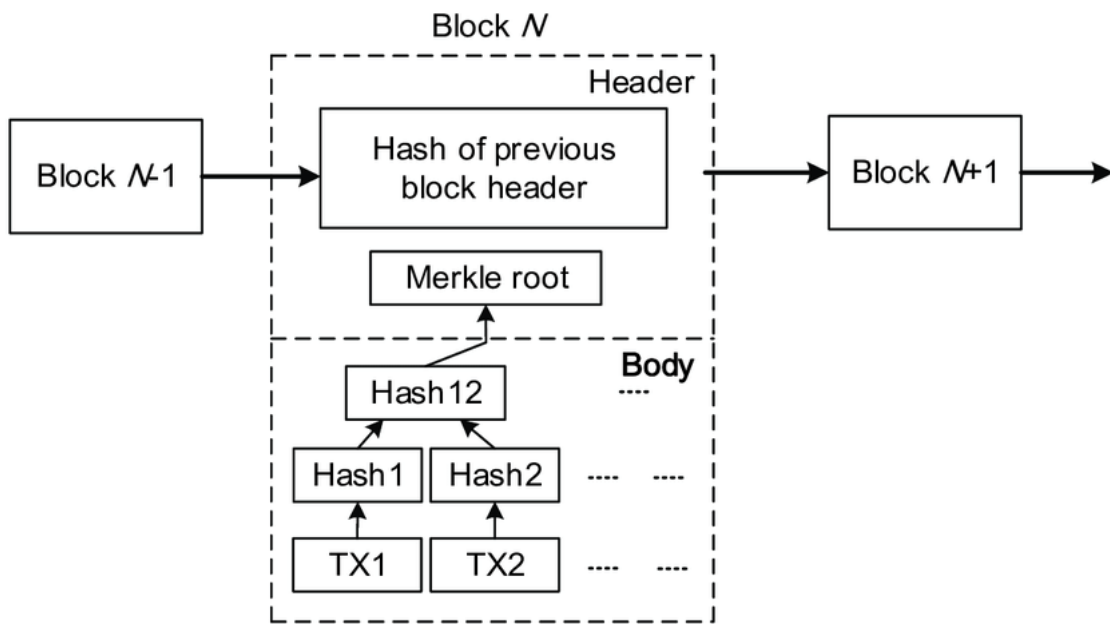 Block N
Header
Block N-1
Hash of previous
block header
Block N+1
Merkle root
Body
Hash12
Hash1
Hash2
TX1
TX2